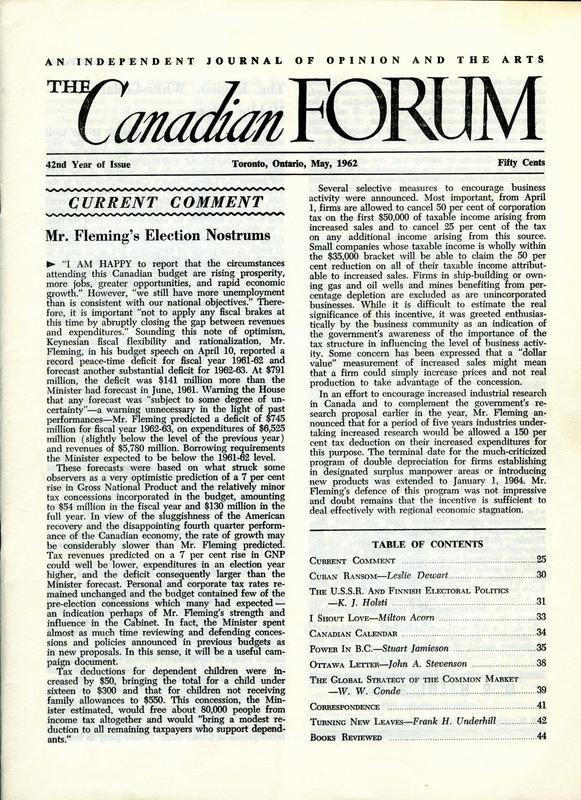 AN INDEPENDENT JOURNAL OF OPINION AND THE ARTS
THE Canadian FORUM
42nd Year of Issue Toronto, Ontario, May, 1962 Fifty Cents
CURRENT COMMENT
Mr. Fleming's Election Nostrums
► "I AM HAPPY to report that the circumstances
attending this Canadian budget are rising prosperity,
more jobs, greater opportunities, and rapid economic
growth." However, "we still have more unemployment
than is consistent with our national objectives." There-
fore, it is important "not to apply any fiscal brakes at
this time by abruptly closing the gap between revenues
and expenditures." Sounding this note of optimism,
Keynesian fiscal flexibility and rationalization, Mr.
Fleming, in his budget speech on April 10, reported a
record peace-time deficit for fiscal year 1961-62 and
forecast another substantial deficit for 1962-63. At $791
million, the deficit was $141 million more than the
Minister had forecast in June, 1961. Warning the House
that any forecast was "subject to some degree of un-
certainty"—a warning unnecessary in the light of past
performances—Mr. Fleming predicted a deficit of $745
million for fiscal year 1962-63, on expenditures of $6,525
million (slightly below the level of the previous year)
and revenues of $5,780 million. Borrowing requirements
the Minister expected to be below the 1961-62 level.
These forecasts were based on what struck some
observers as a very optimistic prediction of a 7 per cent
rise in Gross National Product and the relatively minor
tax concessions incorporated in the budget, amounting
to $54 million in the fiscal year and $130 million in the
full year. In view of the sluggishness of the American
recovery and the disappointing fourth quarter perform-
ance of the Canadian economy, the rate of growth may
be considerably slower than Mr. Fleming predicted.
Tax revenues predicted on a 7 per cent rise in GNP
could well be lower, expenditures in an election year
higher, and the deficit consequently larger than the
Minister forecast. Personal and corporate tax rates re-
mained unchanged and the budget contained few of the
pre-election concessions which many had expected—
an indication perhaps of Mr. Fleming's strength and
influence in the Cabinet. In fact, the Minister spent
almost as much time reviewing and defending conces-
sions and policies announced in previous budgets as
in new proposals. In this sense, it will be a useful cam-
paign document.
Tax deductions for dependent children were in-
creased by $50, bringing the total for a child under
sixteen to $300 and that for children not receiving
family allowances to $550. This concession, the Min-
ister estimated, would free about 80,000 people from
income tax altogether and would "bring a modest re-
duction to all remaining taxpayers who support depend-
ants."
Several selective measures to encourage business
activity were announced. Most important, from April
1, firms are allowed to cancel 50 per cent of corporation
tax on the first $50,000 of taxable income arising from
increased sales and to cancel 25 per cent of the tax
on any additional income arising from this source.
Small companies whose taxable income is wholly within
the $35,000 bracket will be able to claim the 50 per
cent reduction on all of their taxable income attribut-
able to increased sales. Firms in ship-building or own-
ing gas and oil wells and mines benefiting from per-
centage depletion are excluded as are unincorporated
businesses. While it is difficult to estimate the real
significance of this incentive, it was greeted enthusias-
tically by the business community as an indication of
the government's awareness of the importance of the
tax structure in influencing the level of business activ-
ity. Some concern has been expressed that a "dollar
value" measurement of increased sales might mean
that a firm could simply increase prices and not real
production to take advantage of the concession.
In an effort to encourage increased industrial research
in Canada and to complement the government's re-
search proposal earlier in the year, Mr. Fleming an-
nounced that for a period of five years industries under-
taking increased research would be allowed a 150 per
cent tax deduction on their increased expenditures for
this purpose. The terminal date for the much-criticized
program of double depreciation for firms establishing
in designated surplus manpower areas or introducing
new products was extended to January 1, 1964. Mr.
Fleming's defence of this program was not impressive
and doubt remains that the incentive is sufficient to
deal effectively with regional economic stagnation.
TABLE OF CONTENTS
CURRENT COMMENT 25
CUBAN RANSOM—Leslie Dewart 30
THE U.S.S.R. AND FINNISH ELECTORAL POLITICS
—K. J. Holsti 31
I SHOUT LOVE—Milton Acorn 33
CANADIAN CALENDAR 34
POWER IN B.C.—Stuart Jamieson 35
OTTAWA LETTER—John A. Stevenson 38
THE GLOBAL STRATEGY OF THE COMMON MARKET
—W. W. Conde 39
CORRESPONDENCE 41
TURNING NEW LEAVES—Frank H. Underhill 42
BOOKS REVIEWED 44